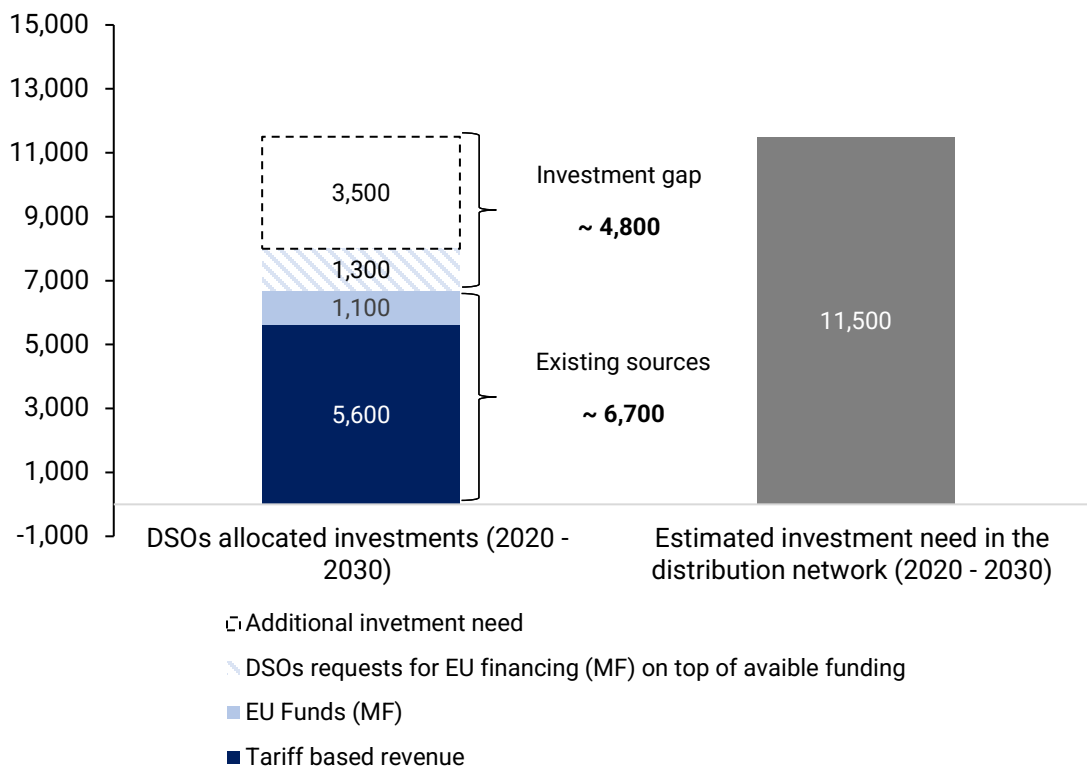 15,000
13,000
11,000
9,000
7,000
5,000
3,000
1,000
-1,000
3,500
1,300
1,100
5,600
Investment gap
~ 4,800
Existing sources
~ 6,700
11,500
DSOs allocated investments (2020 -
2030)
Estimated investment need in the
distribution network (2020 - 2030)
Additional invetment need
DSOs requests for EU financing (MF) on top of avaible funding
EU Funds (MF)
Tariff based revenue